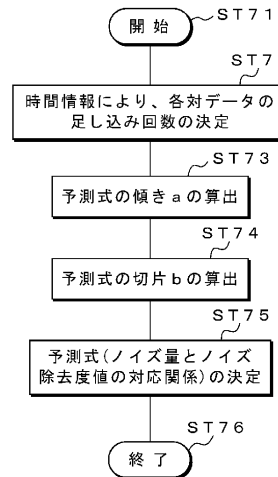 ST71
開始
ST7
時間情報により、各対データの
足し込み回数の決定
ST73
予測式の傾きaの算出
ST74
予測式の切片bの算出
ST75
予測式(ノイズ量とノイズ
除去度値の対応関係)の決定
ST76
終了